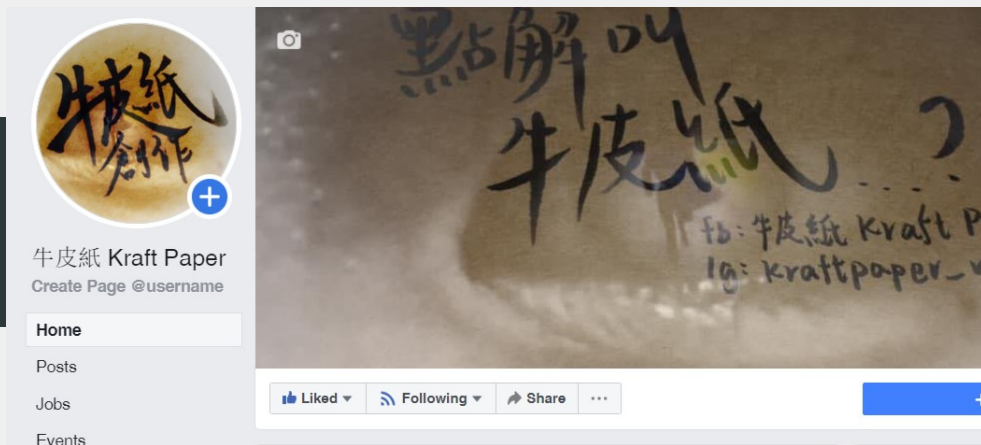 牛皮紙
創作
牛皮紙 Kraft Paper
Create Page @username
Home
Posts
Jobs
Events
點解叫
牛皮紙....?
fb: 牛皮紙 Kraft P
Ig: kraftpaper_
Liked
Following
Share